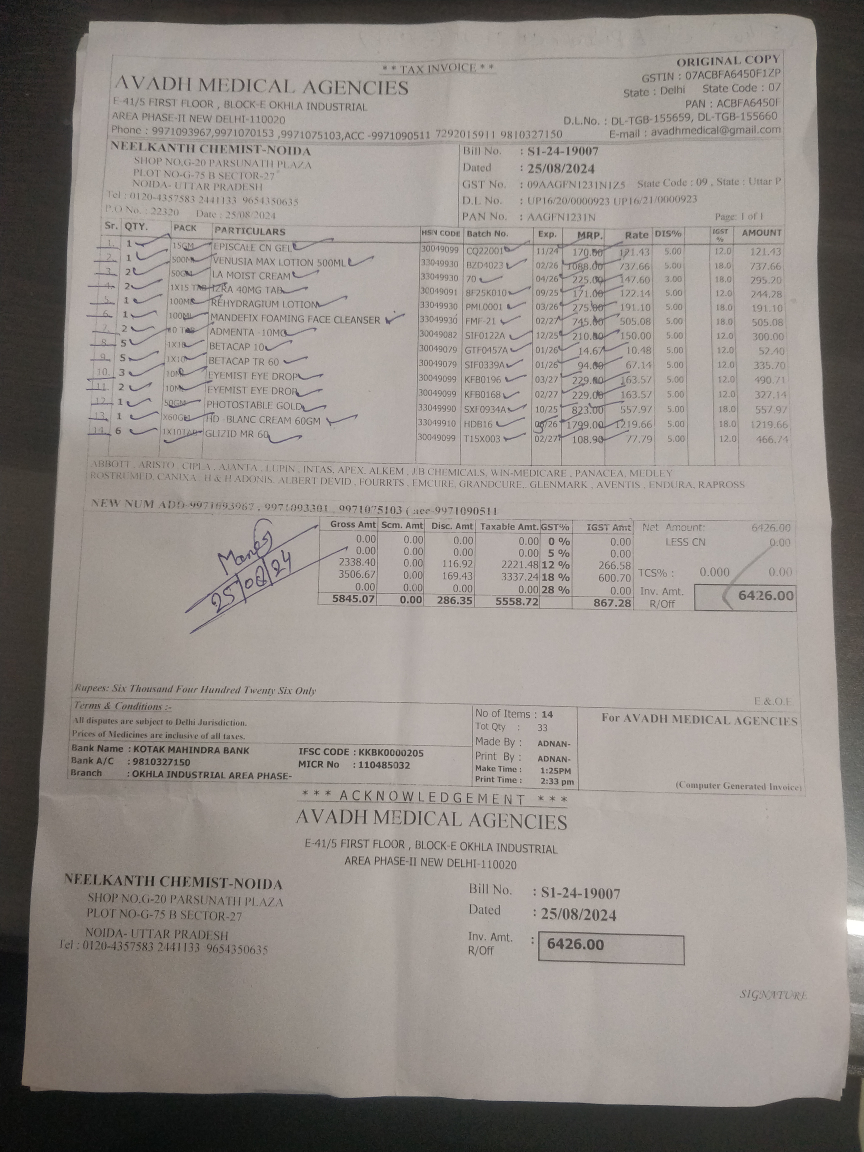 * * TAX INVOICE * *
ORIGINAL COPY
AVADH MEDICAL AGENCIES
GSTIN : 07ACBFA6450F1ZP
State : Delhi State Code : 07
E-41/5 FIRST FLOOR , BLOCK-E OKHLA INDUSTRIAL
PAN : ACBFA6450F
AREA PHASE-II NEW DELHI-110020
D.L.No. : DL-TGB-155659, DL-TGB-155660
Phone : 9971093967,9971070153 ,9971075103,ACC -9971090511 7292015911 9810327150
E-mail : avadhmedical@gmail.com
NEELKANTH CHEMIST-NOIDA
SHOP NO,G-20 PARSUNATH PLAZA
PLOT NO-G-75 B SECTOR-27
NOIDA- UTTAR PRADESH
Tel : 0120-4357583 2441133 9654350635
P.O No. : 22320 Date : 25/08/2024
Bill No. : S1-24-19007
Dated : 25/08/2024
GST No. : 09AAGFN1231N1Z5 State Code : 09 , State : Uttar P
D.L No. : UP16/20/0000923 UP16/21/0000923
PAN No. : AAGFN1231N Page: 1 of 1
Sr. QTY. PACK PARTICULARS HSN CODE Batch No. Exp. MRP. Rate DIS% IGST % AMOUNT
1. 1 15GM EPISCALE CN GEL 30049099 CQ22001 11/24 170.00 121.43 5.00 12.0 121.43
2. 1 500ML VENUSIA MAX LOTION 500ML 33049930 BZD4023 02/26 1088.00 737.66 5.00 18.0 737.66
3. 2 50GM LA MOIST CREAM 33049930 70 04/26 225.00 147.60 3.00 18.0 295.20
4. 2 1X15 TAB IZRA 40MG TAB 30049091 8F25K010 09/25 171.00 122.14 5.00 12.0 244.28
5. 1 100ML REHYDRAGIUM LOTION 33049930 PML0001 03/26 275.00 191.10 5.00 18.0 191.10
6. 1 100ML MANDEFIX FOAMING FACE CLEANSER 33049930 FMF-21 02/27 745.00 505.08 5.00 18.0 505.08
7. 2 10 TAB ADMENTA -10MG 30049082 SIF0122A 12/25 210.00 150.00 5.00 12.0 300.00
8. 5 1X10 BETACAP 10 30049079 GTF0457A 01/26 14.67 10.48 5.00 12.0 52.40
9. 5 1X10 BETACAP TR 60 30049079 SIF0339A 01/26 94.00 67.14 5.00 12.0 335.70
10. 3 10ML EYEMIST EYE DROP 30049099 KFB0196 03/27 229.00 163.57 5.00 12.0 490.71
11. 2 10ML EYEMIST EYE DROP 30049099 KFB0168 02/27 229.00 163.57 5.00 12.0 327.14
12. 1 50GM PHOTOSTABLE GOLD 33049990 SXF0934A 10/25 823.00 557.97 5.00 18.0 557.97
13. 1 X60GM HD- BLANC CREAM 60GM 33049910 HDB16 05/26 1799.00 1219.66 5.00 18.0 1219.66
14. 6 1X10TAB GLIZID MR 60 30049099 T15X003 02/27 108.90 77.79 5.00 12.0 466.74
ABBOTT , ARISTO , CIPLA , AJANTA , LUPIN , INTAS, APEX, ALKEM , J.B CHEMICALS, WIN-MEDICARE , PANACEA, MEDLEY
ROSTREMED, CANIXA , H & H ADONIS, ALBERT DEVID , FOURRTS , EMCURE, GRANDCURE,. GLENMARK , AVENTIS , ENDURA, RAPROSS
NEW NUM ADD-9971093967 , 9971093301 , 9971075103 ( acc-9971090511
25/08/24
Gross Amt Scm. Amt Disc. Amt Taxable Amt. GST% IGST Amt
0.00 0.00 0.00 0.00 0 % 0.00
0.00 0.00 0.00 0.00 5 % 0.00
2338.40 0.00 116.92 2221.48 12 % 266.58
3506.67 0.00 169.43 3337.24 18 % 600.70
0.00 0.00 0.00 0.00 28 % 0.00
5845.07 0.00 286.35 5558.72 867.28
Net Amount: 6426.00
LESS CN 0.00
TCS% : 0.000 0.00
Inv. Amt. R/Off 6426.00
Rupees: Six Thousand Four Hundred Twenty Six Only
E & O.E
Terms & Conditions :-
All disputes are subject to Delhi Jurisdiction.
Prices of Medicines are inclusive of all taxes.
Bank Name : KOTAK MAHINDRA BANK IFSC CODE : KKBK0000205
Bank A/C : 9810327150 MICR No : 110485032
Branch : OKHLA INDUSTRIAL AREA PHASE-
No of Items : 14
Tot Qty : 33
Made By : ADNAN-
Print By : ADNAN-
Make Time : 1:25PM
Print Time : 2:33 pm
For AVADH MEDICAL AGENCIES
(Computer Generated Invoice)
* * * ACKNOWLEDGEMENT * * *
AVADH MEDICAL AGENCIES
E-41/5 FIRST FLOOR , BLOCK-E OKHLA INDUSTRIAL
AREA PHASE-II NEW DELHI-110020
NEELKANTH CHEMIST-NOIDA
SHOP NO,G-20 PARSUNATH PLAZA
PLOT NO-G-75 B SECTOR-27
NOIDA- UTTAR PRADESH
Tel : 0120-4357583 2441133 9654350635
Bill No. : S1-24-19007
Dated : 25/08/2024
Inv. Amt. R/Off : 6426.00
SIGNATURE